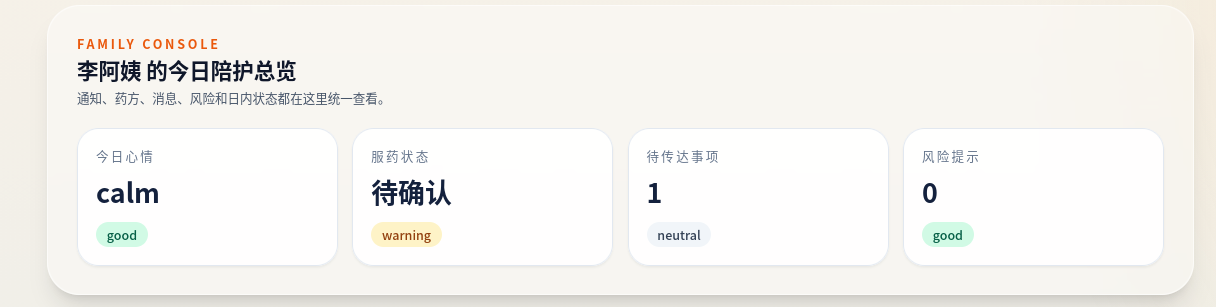 FAMILY CONSOLE
李阿姨 的今日陪护总览
通知、药方、消息、风险和日内状态都在这里统一查看。
今日心情
calm
good
服药状态
待确认
warning
待传达事项
1
neutral
风险提示
0
good